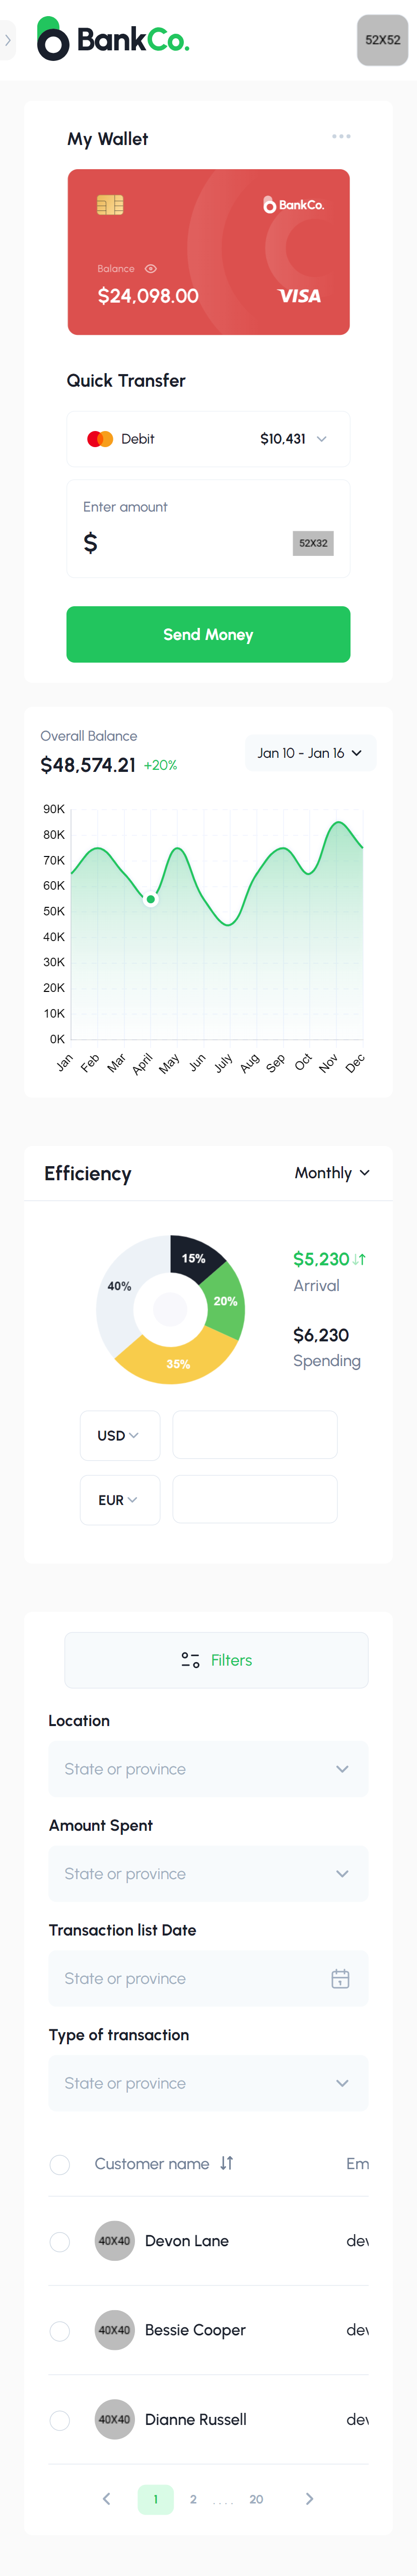 BankCo.
52X52
My Wallet
BankCo.
Balance
$24,098.00
VISA
Quick Transfer
Debit
$10,431
Enter amount
$
52X32
Send Money
Overall Balance
$48,574.21 +20%
Jan 10 - Jan 16
90K
80K
70K
60K
50K
40K
30K
20K
10K
0K
Jan
Feb
Mar
April
May
Jun
July
Aug
Sep
Oct
Nov
Dec
Efficiency
Monthly
15%
20%
35%
40%
$5,230
Arrival
$6,230
Spending
USD
EUR
Filters
Location
State or province
Amount Spent
State or province
Transaction list Date
State or province
1
Type of transaction
State or province
Customer name
Em
40X40
Devon Lane
dev
40X40
Bessie Cooper
dev
40X40
Dianne Russell
dev
1 2 .... 20